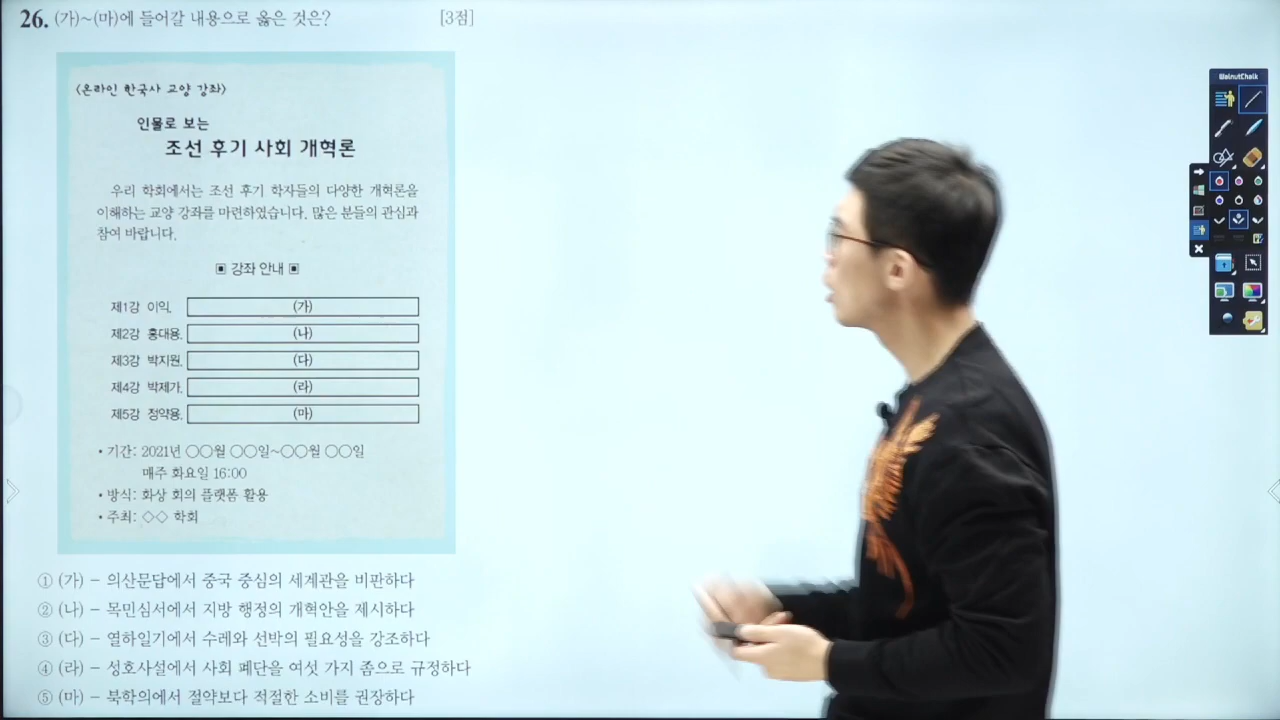 26. (가)~(마)에 들어갈 내용으로 옳은 것은? [3점]
<온라인 한국사 교양 강좌>
인물로 보는
조선 후기 사회 개혁론
우리 학회에서는 조선 후기 학자들의 다양한 개혁론을
이해하는 교양 강좌를 마련하였습니다. 많은 분들의 관심과
참여 바랍니다.
▣ 강좌 안내 ▣
제1강 이익, (가)
제2강 홍대용, (나)
제3강 박지원, (다)
제4강 박제가, (라)
제5강 정약용, (마)
• 기간: 2021년 ○○월 ○○일~○○월 ○○일
매주 화요일 16:00
• 방식: 화상 회의 플랫폼 활용
• 주최: ◇◇ 학회
① (가) - 의산문답에서 중국 중심의 세계관을 비판하다
② (나) - 목민심서에서 지방 행정의 개혁안을 제시하다
③ (다) - 열하일기에서 수레와 선박의 필요성을 강조하다
④ (라) - 성호사설에서 사회 폐단을 여섯 가지 좀으로 규정하다
⑤ (마) - 북학의에서 절약보다 적절한 소비를 권장하다
WalnutChalk